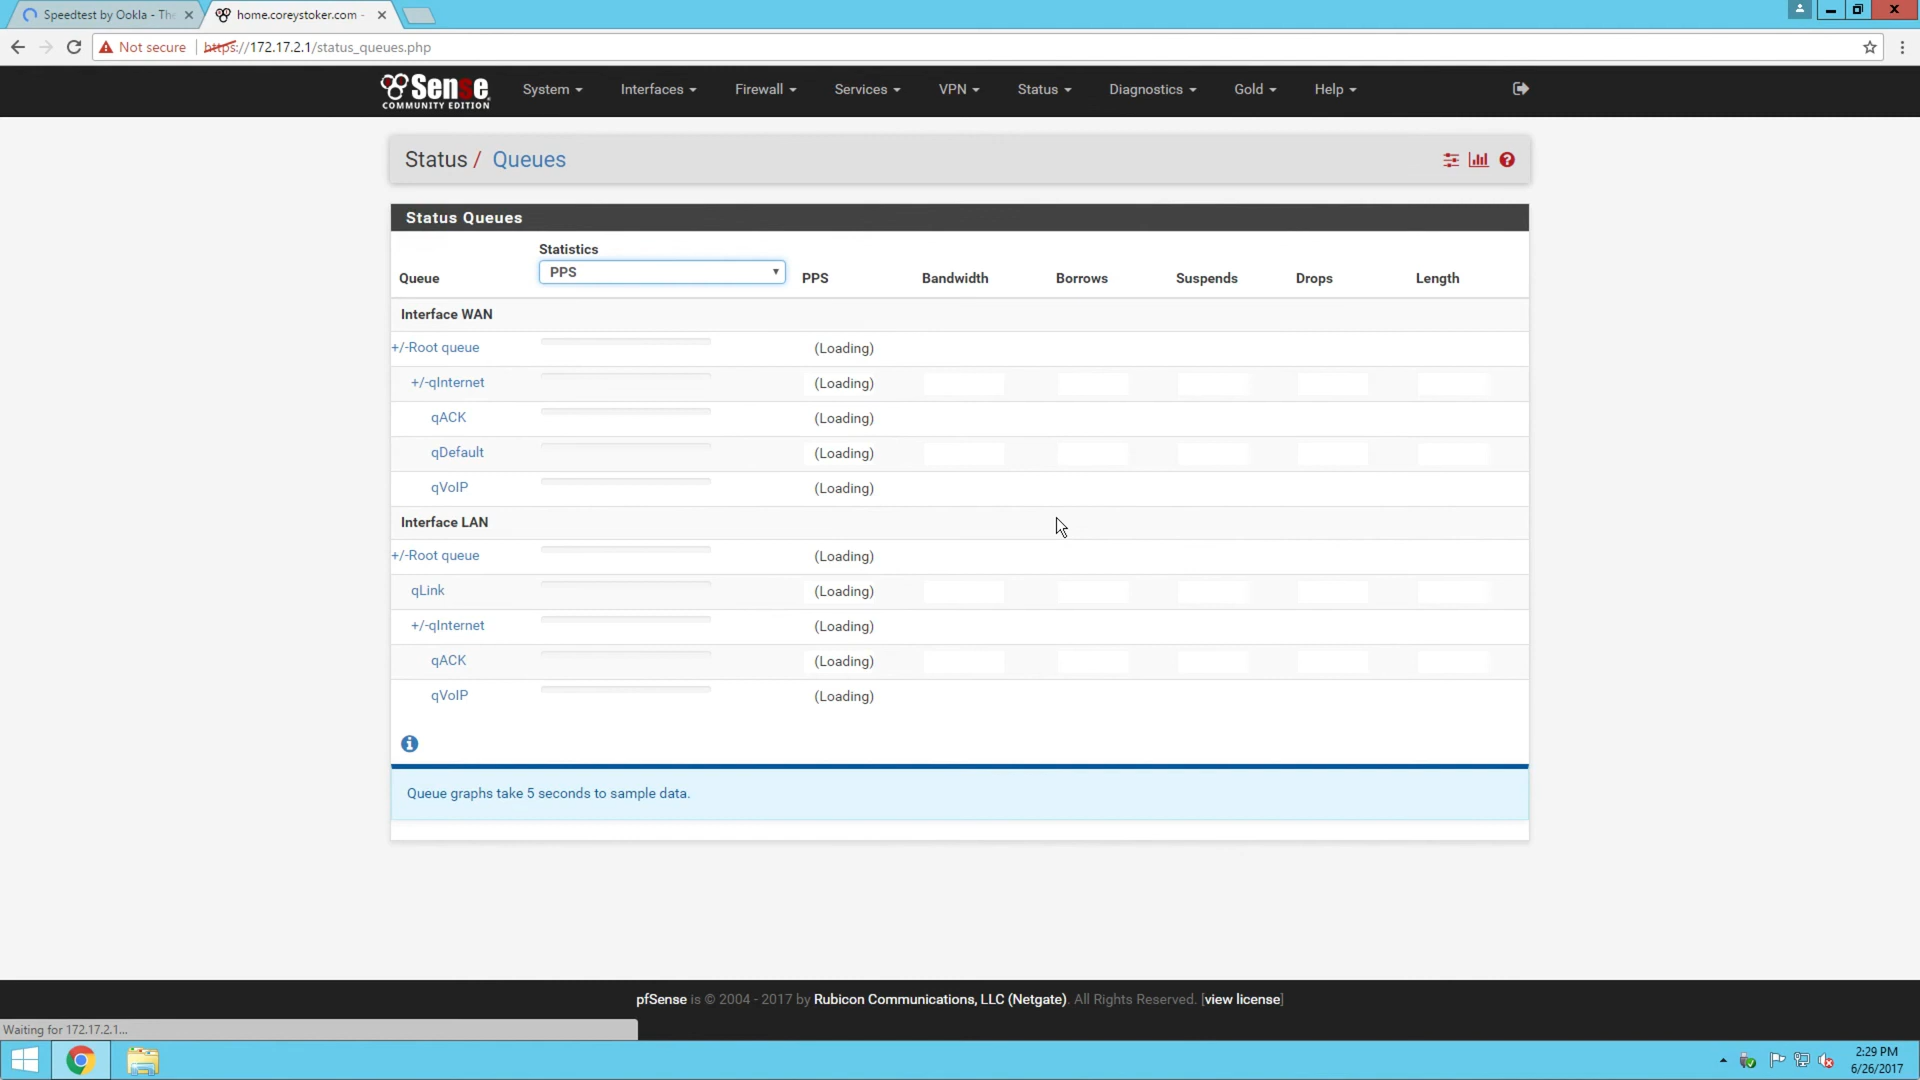 Speedtest by Ookla - The
home.coreystoker.com -
Not secure https://172.17.2.1/status_queues.php
Sense
COMMUNITY EDITION
System Interfaces Firewall Services VPN Status Diagnostics Gold Help
Status / Queues
Status Queues
Statistics
Queue PPS PPS Bandwidth Borrows Suspends Drops Length
Interface WAN
+/-Root queue (Loading)
+/-qInternet (Loading)
qACK (Loading)
qDefault (Loading)
qVoIP (Loading)
Interface LAN
+/-Root queue (Loading)
qLink (Loading)
+/-qInternet (Loading)
qACK (Loading)
qVoIP (Loading)
Queue graphs take 5 seconds to sample data.
pfSense is © 2004 - 2017 by Rubicon Communications, LLC (Netgate). All Rights Reserved. [view license]
Waiting for 172.17.2.1...
2:29 PM
6/26/2017